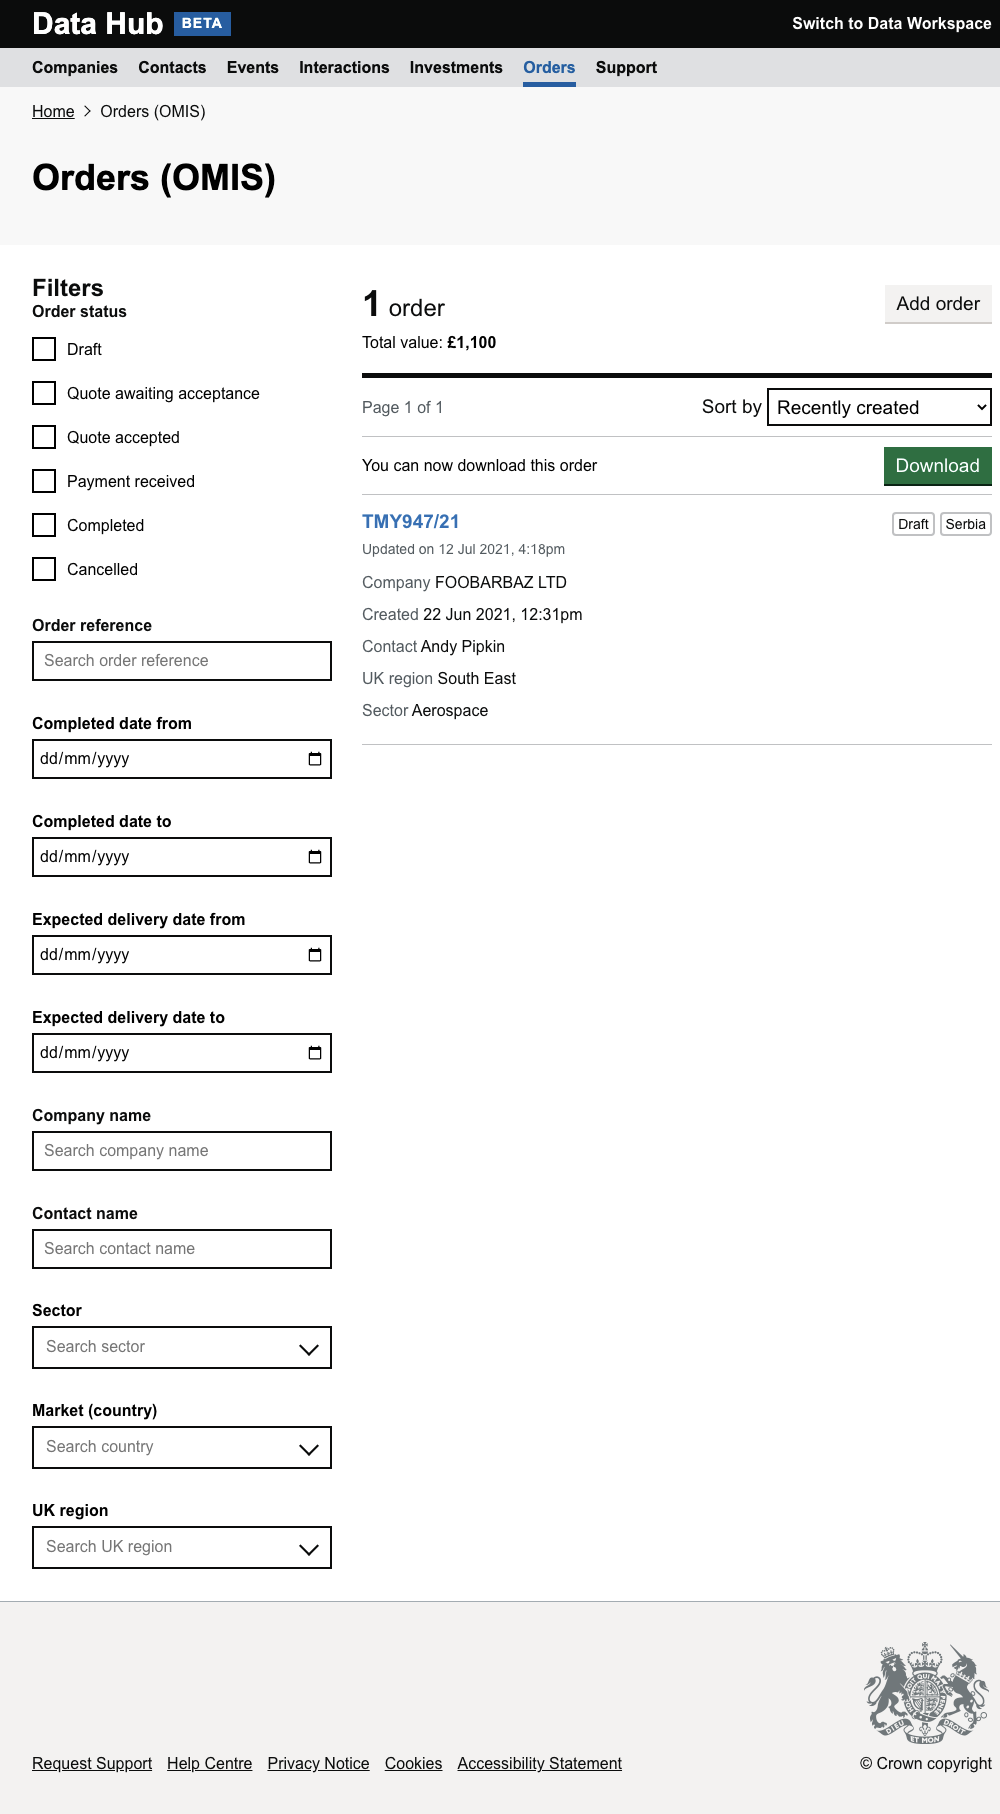 Data Hub BETA Switch to Data Workspace
Companies Contacts Events Interactions Investments Orders Support
Home Orders (OMIS)
Orders (OMIS)
Filters
Order status
Draft
Quote awaiting acceptance
Quote accepted
Payment received
Completed
Cancelled
Order reference
Search order reference
Completed date from
dd/mm/yyyy
Completed date to
dd/mm/yyyy
Expected delivery date from
dd/mm/yyyy
Expected delivery date to
dd/mm/yyyy
Company name
Search company name
Contact name
Search contact name
Sector
Search sector
Market (country)
Search country
UK region
Search UK region
1 order Add order
Total value: £1,100
Page 1 of 1 Sort by Recently created
You can now download this order Download
TMY947/21 Draft Serbia
Updated on 12 Jul 2021, 4:18pm
Company FOOBARBAZ LTD
Created 22 Jun 2021, 12:31pm
Contact Andy Pipkin
UK region South East
Sector Aerospace
DIEU ET MON DROIT
Request Support Help Centre Privacy Notice Cookies Accessibility Statement © Crown copyright